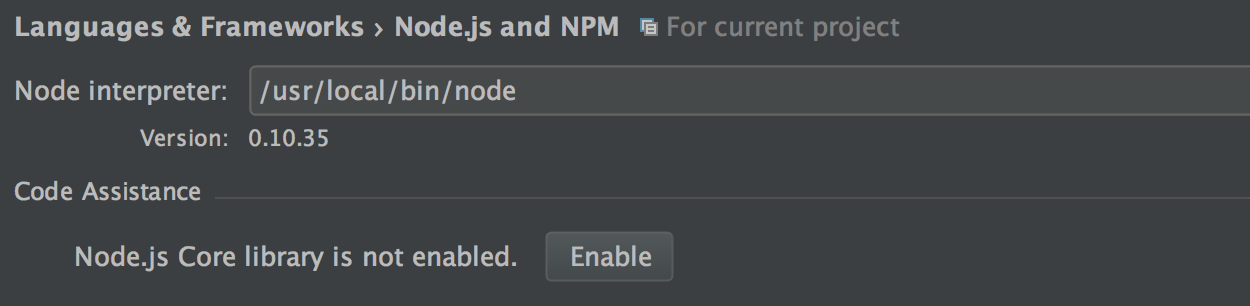 Languages & Frameworks › Node.js and NPM For current project
Node interpreter: /usr/local/bin/node
Version: 0.10.35
Code Assistance
Node.js Core library is not enabled. Enable